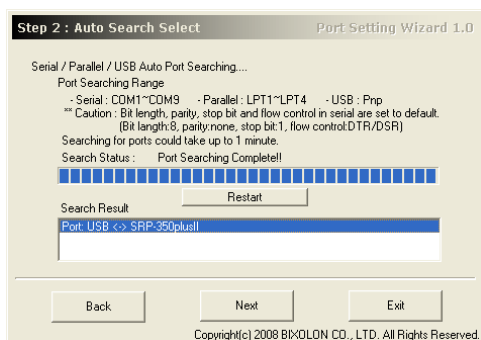 Step 2 : Auto Search Select Port Setting Wizard 1.0
Serial / Parallel / USB Auto Port Searching....
Port Searching Range
- Serial : COM1~COM9 - Parallel : LPT1~LPT4 - USB : Pnp
** Caution : Bit length, parity, stop bit and flow control in serial are set to default.
(Bit length:8, parity:none, stop bit:1, flow control:DTR/DSR)
Searching for ports could take up to 1 minute.
Search Status : Port Searching Complete!!
Restart
Search Result
Port: USB <-> SRP-350plusII
Back Next Exit
Copyright(c) 2008 BIXOLON CO., LTD. All Rights Reserved.